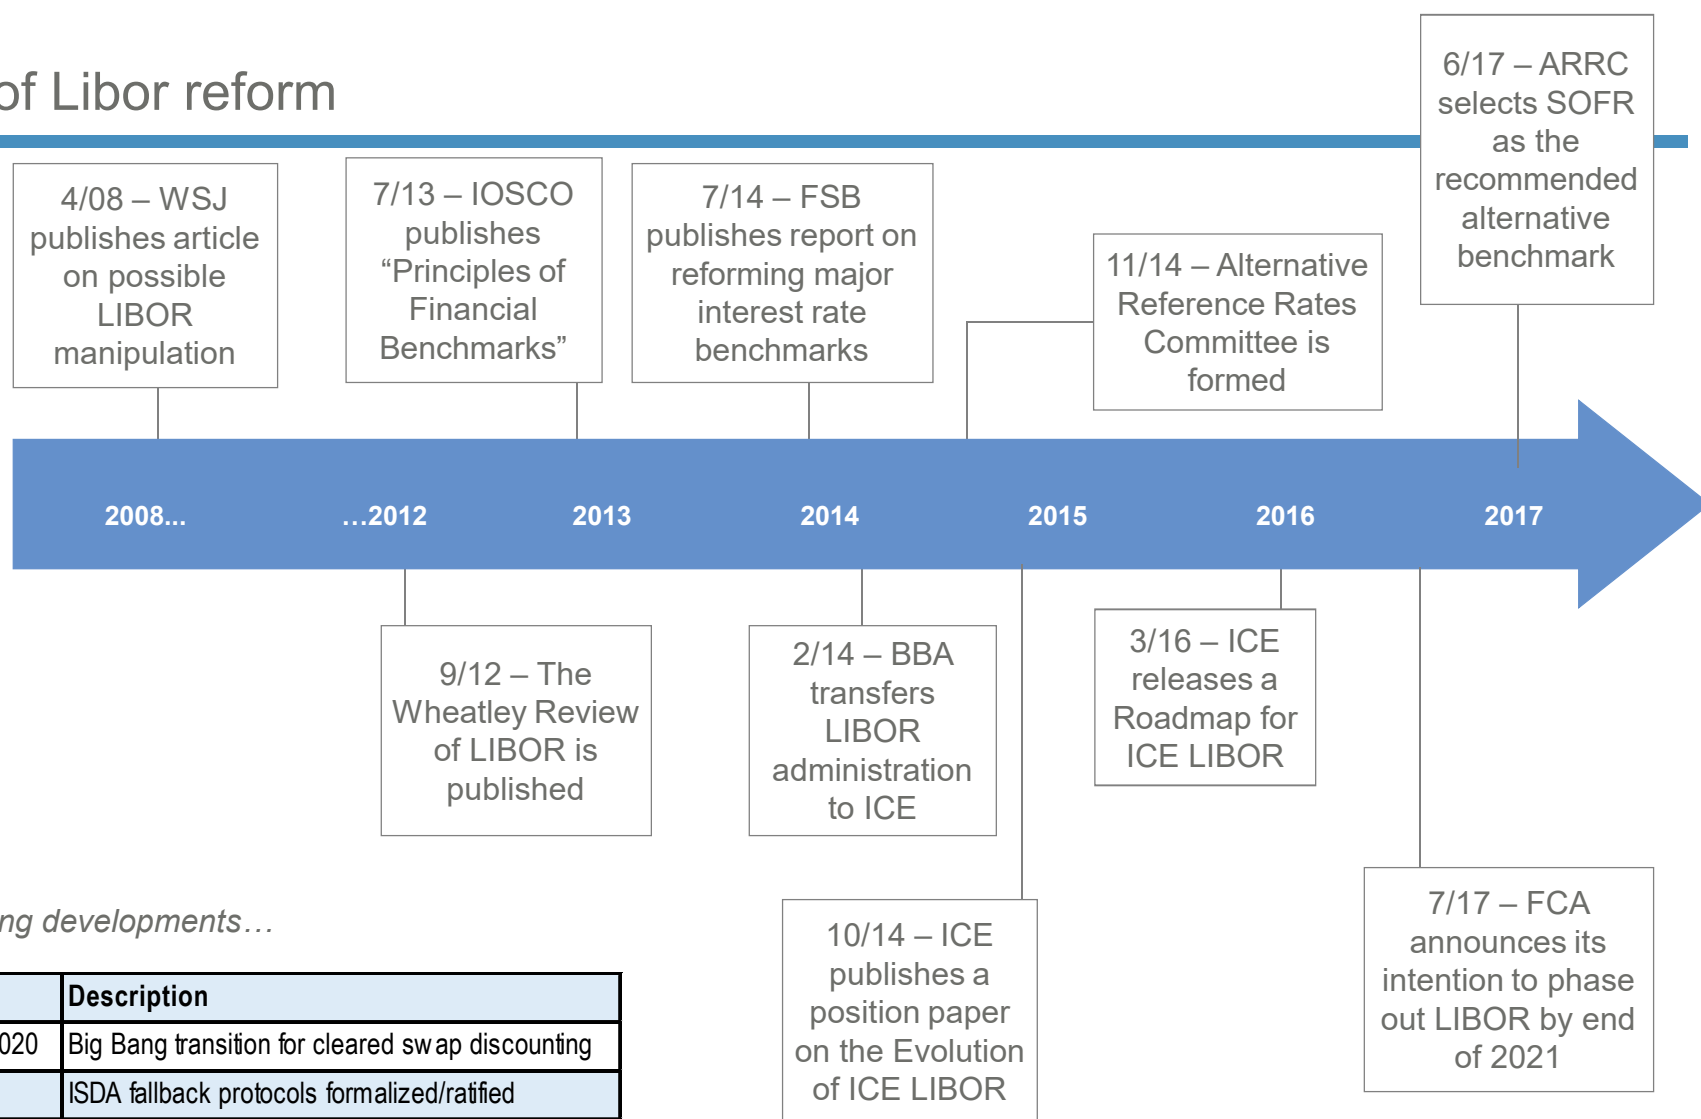 of Libor reform
4/08 – WSJ
publishes article
on possible
LIBOR
manipulation
7/13 – IOSCO
publishes
“Principles of
Financial
Benchmarks”
7/14 – FSB
publishes report on
reforming major
interest rate
benchmarks
11/14 – Alternative
Reference Rates
Committee is
formed
6/17 – ARRC
selects SOFR
as the
recommended
alternative
benchmark
2008... …2012 2013 2014 2015 2016 2017
9/12 – The
Wheatley Review
of LIBOR is
published
2/14 – BBA
transfers
LIBOR
administration
to ICE
10/14 – ICE
publishes a
position paper
on the Evolution
of ICE LIBOR
3/16 – ICE
releases a
Roadmap for
ICE LIBOR
7/17 – FCA
announces its
intention to phase
out LIBOR by end
of 2021
ng developments…
Description
020 Big Bang transition for cleared swap discounting
ISDA fallback protocols formalized/ratified